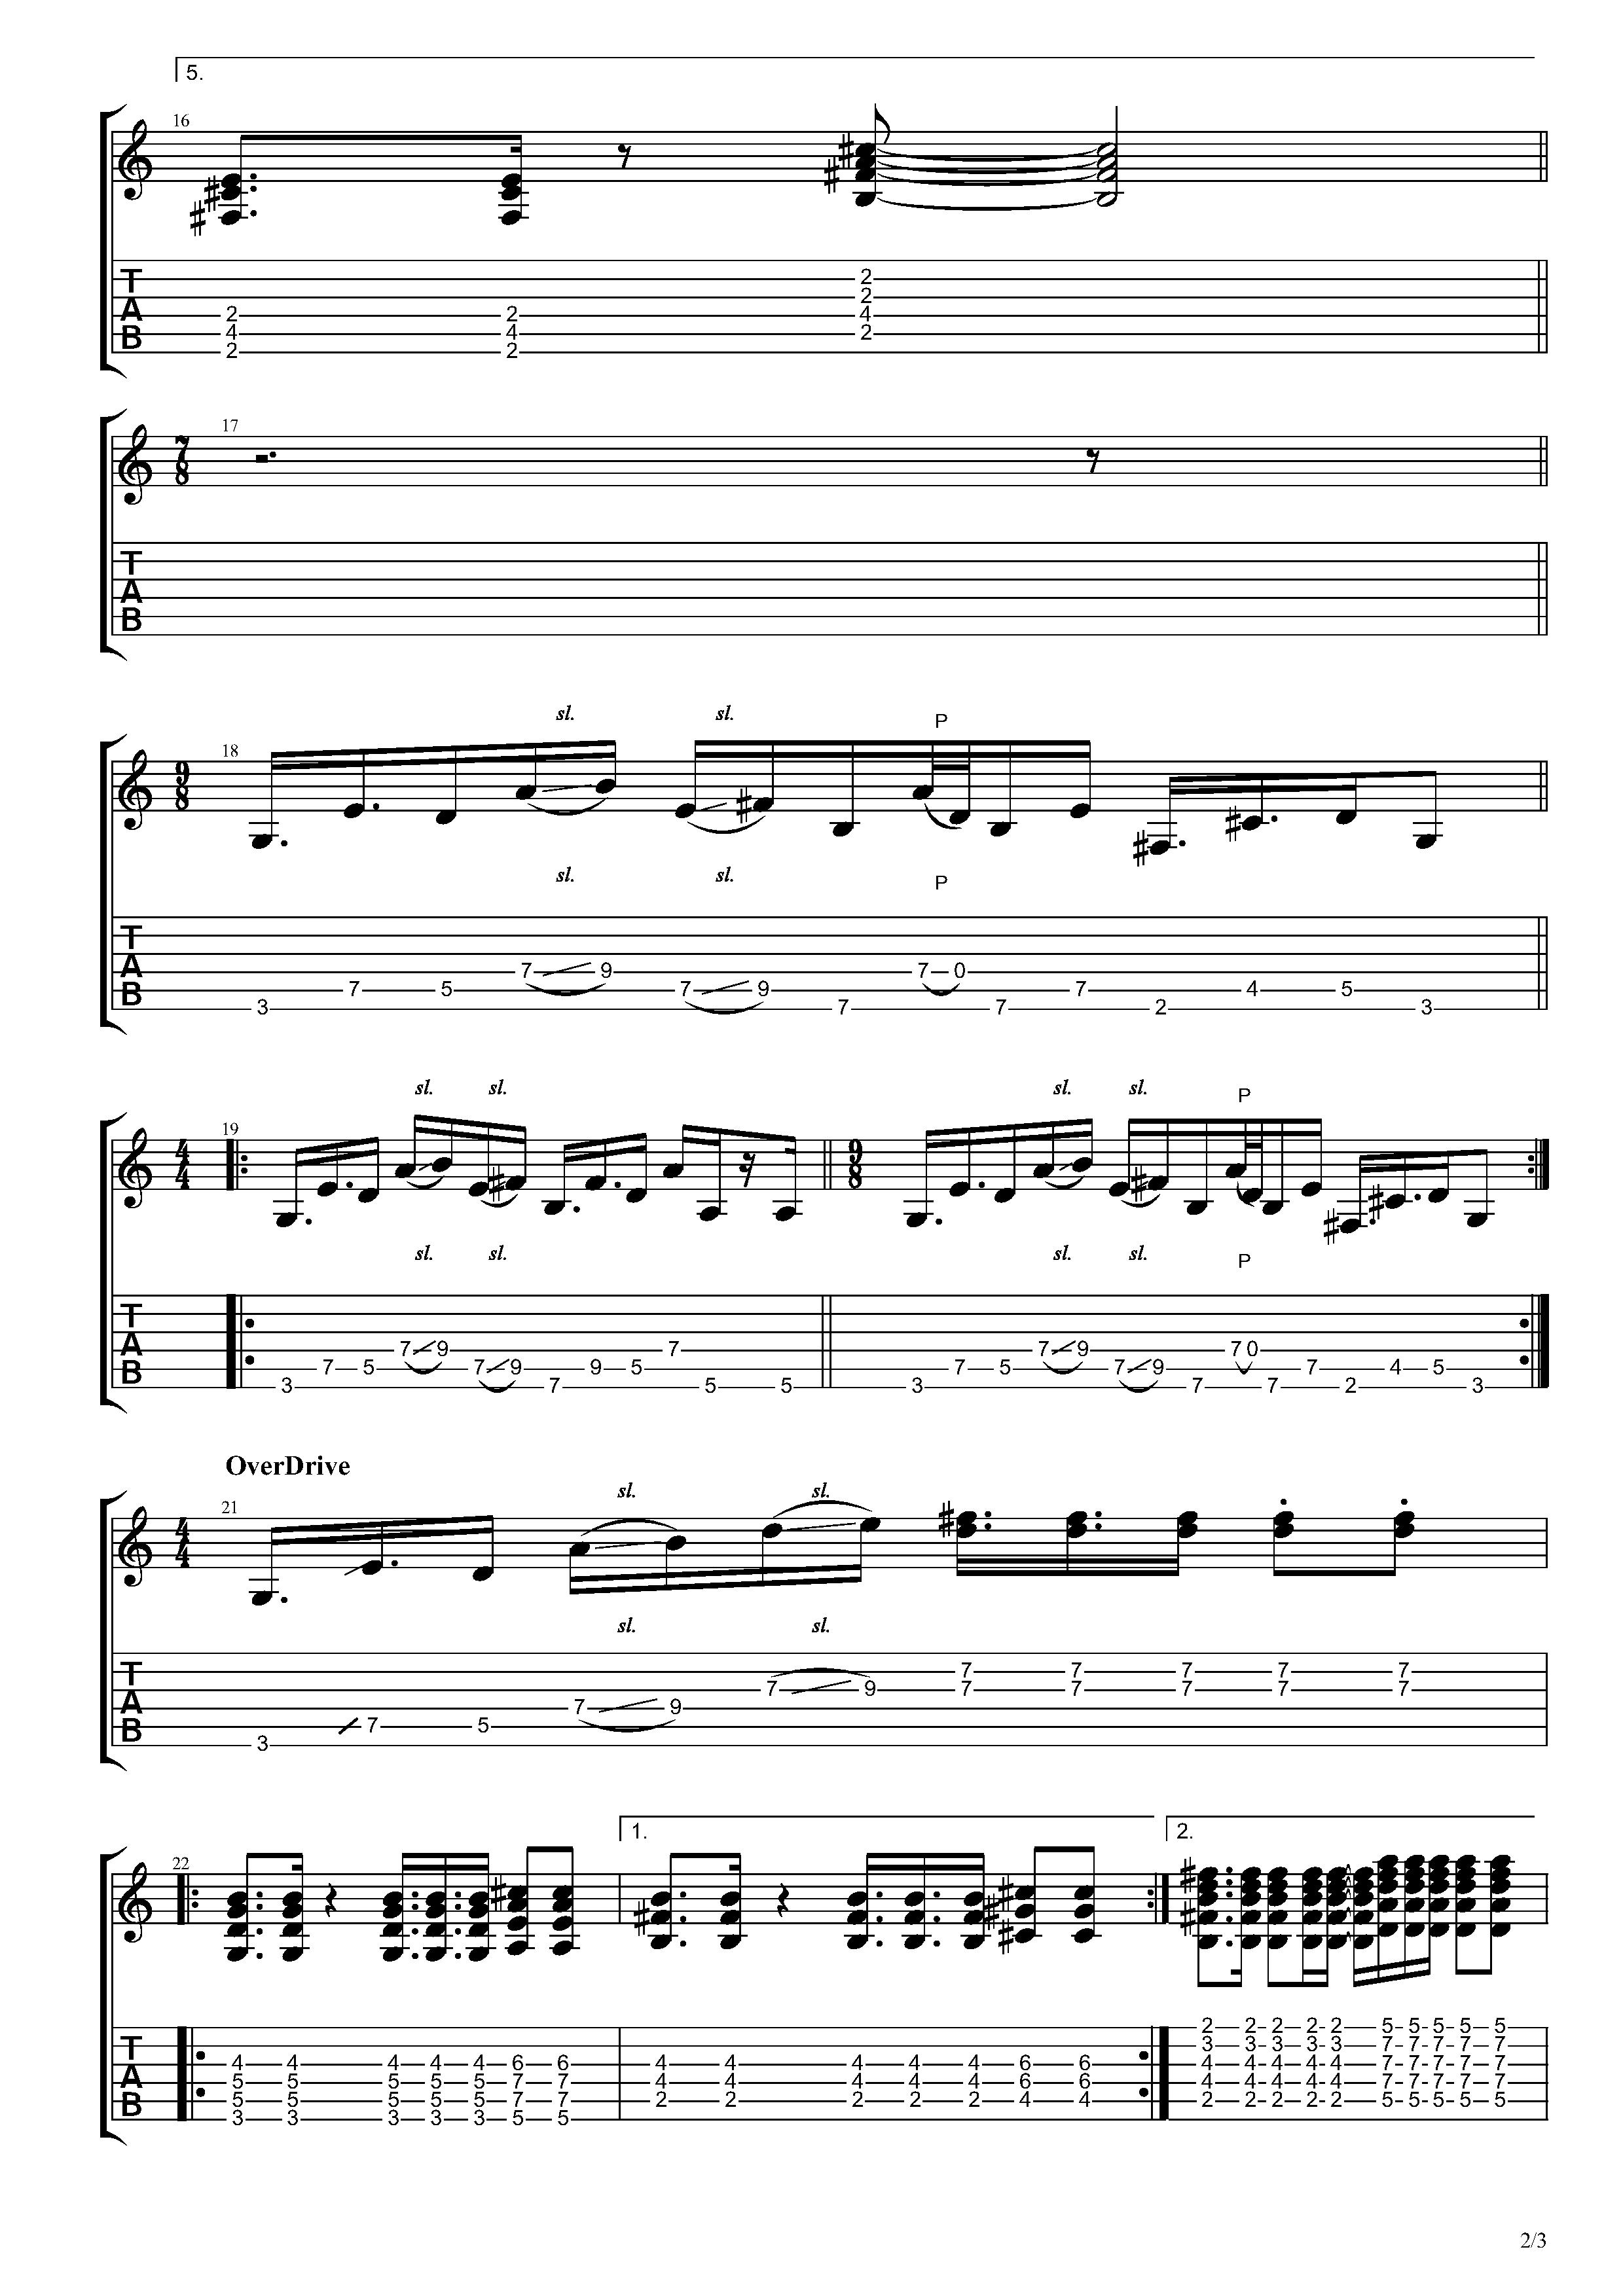 5.
16
T 2
2
A 2 2 4
B 4 4 2
2 2
7
8
17
T
A
B
sl. sl. P
9
8
18
sl. sl. P
T
A 7 9 7 0
B 7 5 7 9 7 4 5
3 7 7 2 3
sl. sl. sl. sl. P
4
4
19
9
8
sl. sl. sl. sl. P
T
A 7 9 7 7 9 7 0
B 7 5 7 9 9 5 7 5 7 9 7 4 5
3 7 5 5 3 7 7 2 3
OverDrive
sl. sl.
4
4
21
sl. sl.
T 7 7 7 7 7
7 9 7 7 7 7 7
A 7 9
B 7 5
3
1. 2.
22
2 2 2 2 2 5 5 5 5 5
T 3 3 3 3 3 7 7 7 7 7
4 4 4 4 4 6 6 4 4 4 4 4 6 6 4 4 4 4 4 7 7 7 7 7
A 5 5 5 5 5 7 7 4 4 4 4 4 6 6 4 4 4 4 4 7 7 7 7 7
B 5 5 5 5 5 7 7 2 2 2 2 2 4 4 2 2 2 2 2 5 5 5 5 5
3 3 3 3 3 5 5
2/3